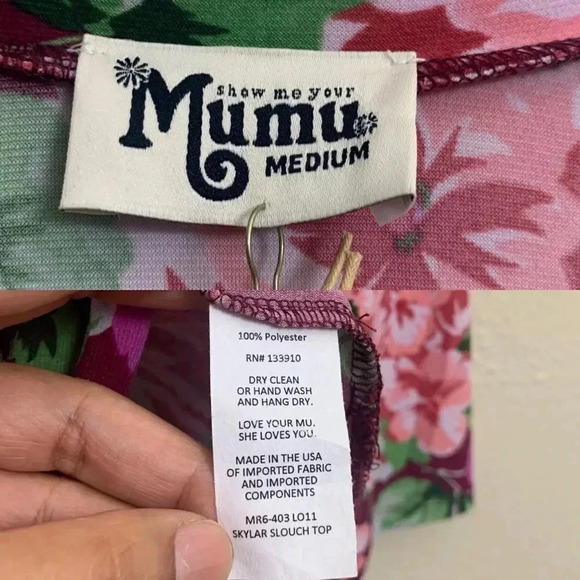 show me your
Mumu
MEDIUM
100% Polyester
RN# 133910
DRY CLEAN
OR HAND WASH
AND HANG DRY.
LOVE YOUR MU.
SHE LOVES YOU.
MADE IN THE USA
OF IMPORTED FABRIC
AND IMPORTED
COMPONENTS
MR6-403 LO11
SKYLAR SLOUCH TOP